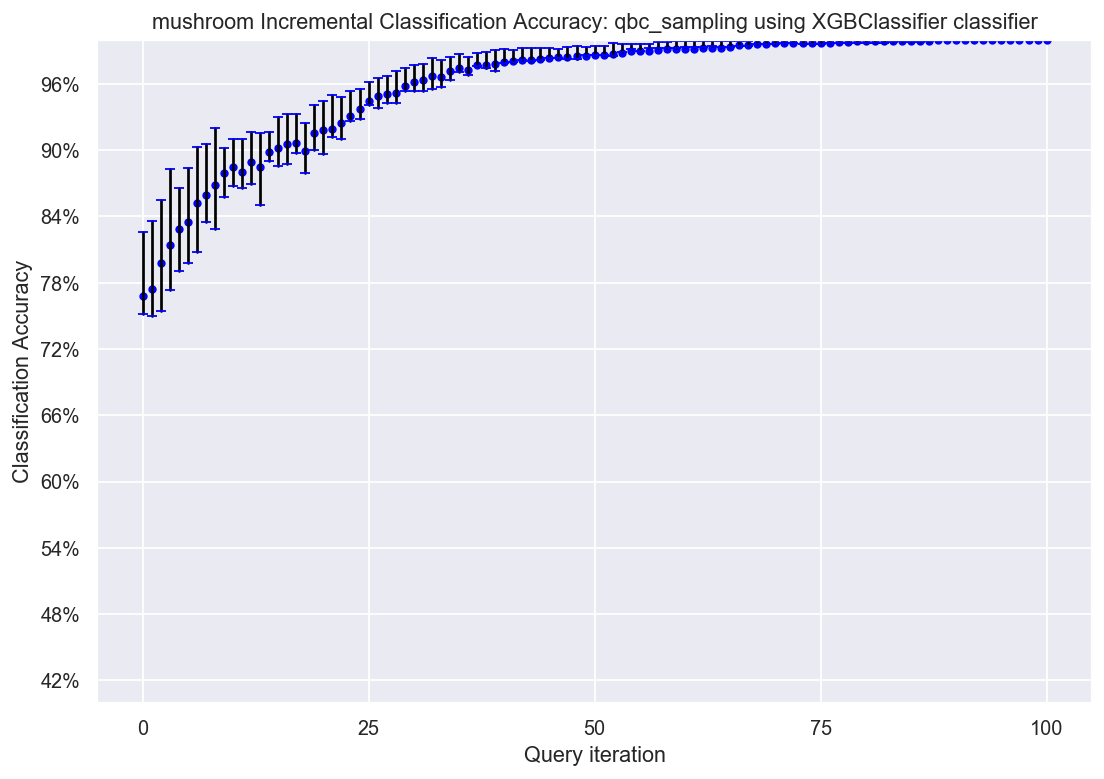 mushroom Incremental Classification Accuracy: qbc_sampling using XGBClassifier classifier
Classification Accuracy
96%
90%
84%
78%
72%
66%
60%
54%
48%
42%
0 25 50 75 100
Query iteration